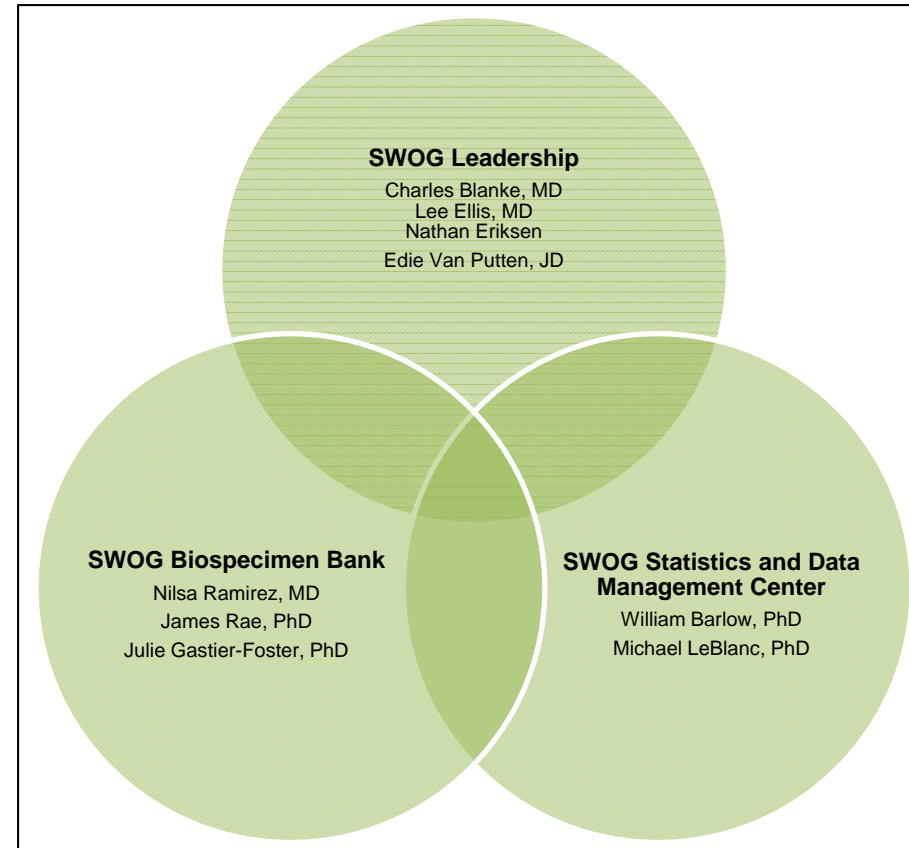 SWOG Leadership
Charles Blanke, MD
Lee Ellis, MD
Nathan Eriksen
Edie Van Putten, JD
SWOG Biospecimen Bank
Nilsa Ramirez, MD
James Rae, PhD
Julie Gastier-Foster, PhD
SWOG Statistics and Data
Management Center
William Barlow, PhD
Michael LeBlanc, PhD